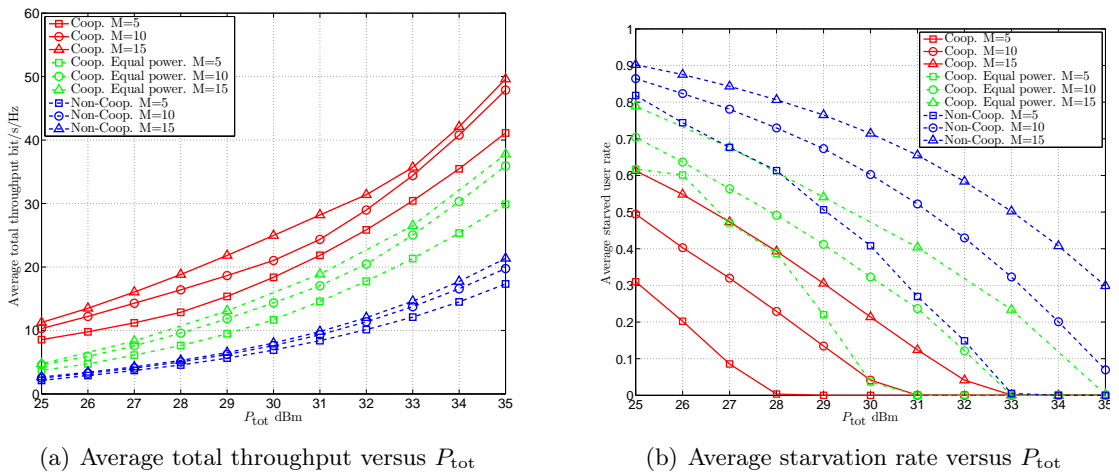 Coop. M=5
Coop. M=10
Coop. M=15
Coop. Equal power. M=5
Coop. Equal power. M=10
Coop. Equal power. M=15
Non-Coop. M=5
Non-Coop. M=10
Non-Coop. M=15
Average total throughput bit/s/Hz
60
50
40
30
20
10
0
25 26 27 28 29 30 31 32 33 34 35
P_tot dBm
(a) Average total throughput versus P_tot
Coop. M=5
Coop. M=10
Coop. M=15
Coop. Equal power. M=5
Coop. Equal power. M=10
Coop. Equal power. M=15
Non-Coop. M=5
Non-Coop. M=10
Non-Coop. M=15
Average starved user rate
1
0.9
0.8
0.7
0.6
0.5
0.4
0.3
0.2
0.1
0
25 26 27 28 29 30 31 32 33 34 35
P_tot dBm
(b) Average starvation rate versus P_tot